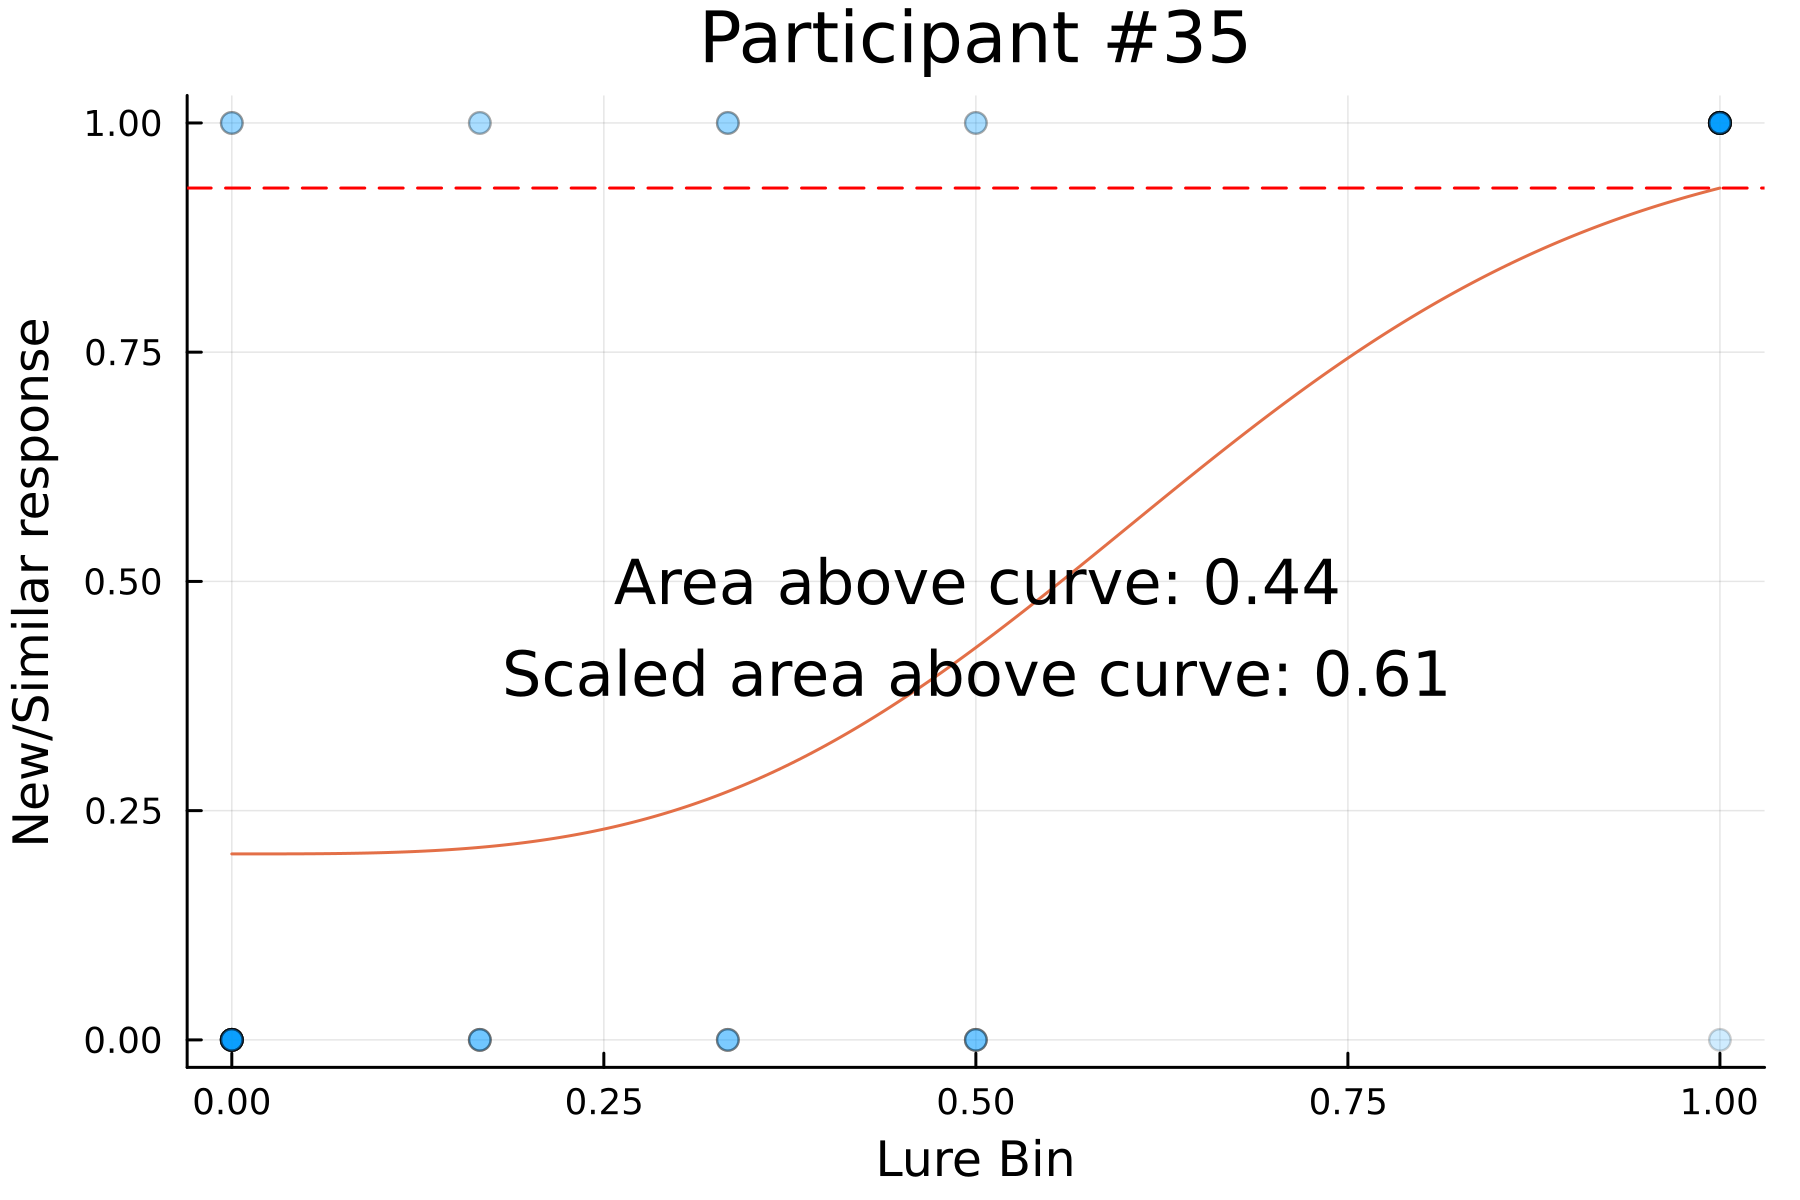 Participant #35
New/Similar response
1.00
0.75
0.50
0.25
0.00
Area above curve: 0.44
Scaled area above curve: 0.61
0.00 0.25 0.50 0.75 1.00
Lure Bin